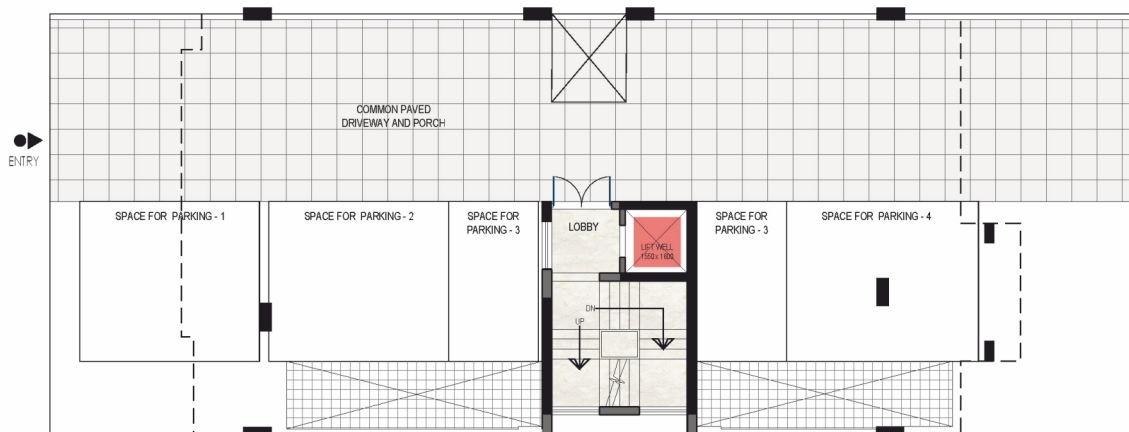 COMMON PAVED
DRIVEWAY AND PORCH
ENTRY
SPACE FOR PARKING - 1
SPACE FOR PARKING - 2
SPACE FOR
PARKING - 3
LOBBY
LIFT WELL
1550 x 1600
SPACE FOR
PARKING - 3
SPACE FOR PARKING - 4
DN
UP